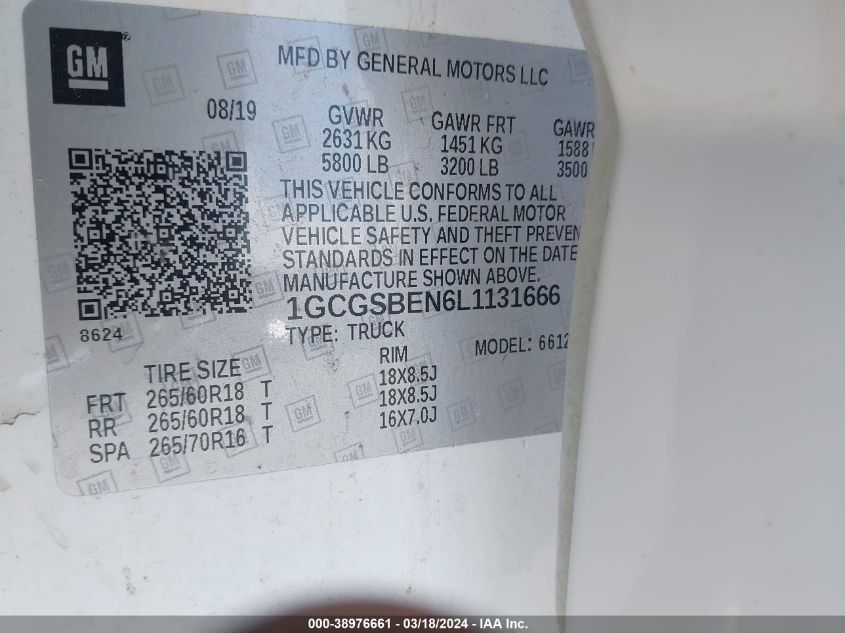 GM
MFD BY GENERAL MOTORS LLC
08/19
GVWR GAWR FRT GAWR
2631 KG 1451 KG 1588
5800 LB 3200 LB 3500
THIS VEHICLE CONFORMS TO ALL
APPLICABLE U.S. FEDERAL MOTOR
VEHICLE SAFETY AND THEFT PREVEN
STANDARDS IN EFFECT ON THE DATE
MANUFACTURE SHOWN ABOVE.
1GCGSBEN6L1131666
8624
TYPE: TRUCK MODEL: 6612
TIRE SIZE RIM
FRT 265/60R18 T 18X8.5J
RR 265/60R18 T 18X8.5J
SPA 265/70R16 T 16X7.0J
000-38976661 - 03/18/2024 - IAA Inc.